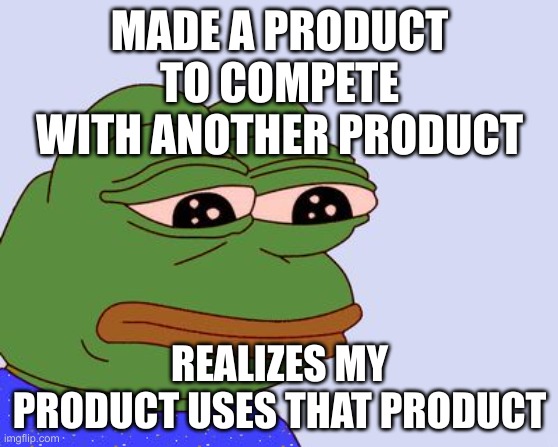 MADE A PRODUCT
TO COMPETE
WITH ANOTHER PRODUCT
REALIZES MY
PRODUCT USES THAT PRODUCT
imgflip.com